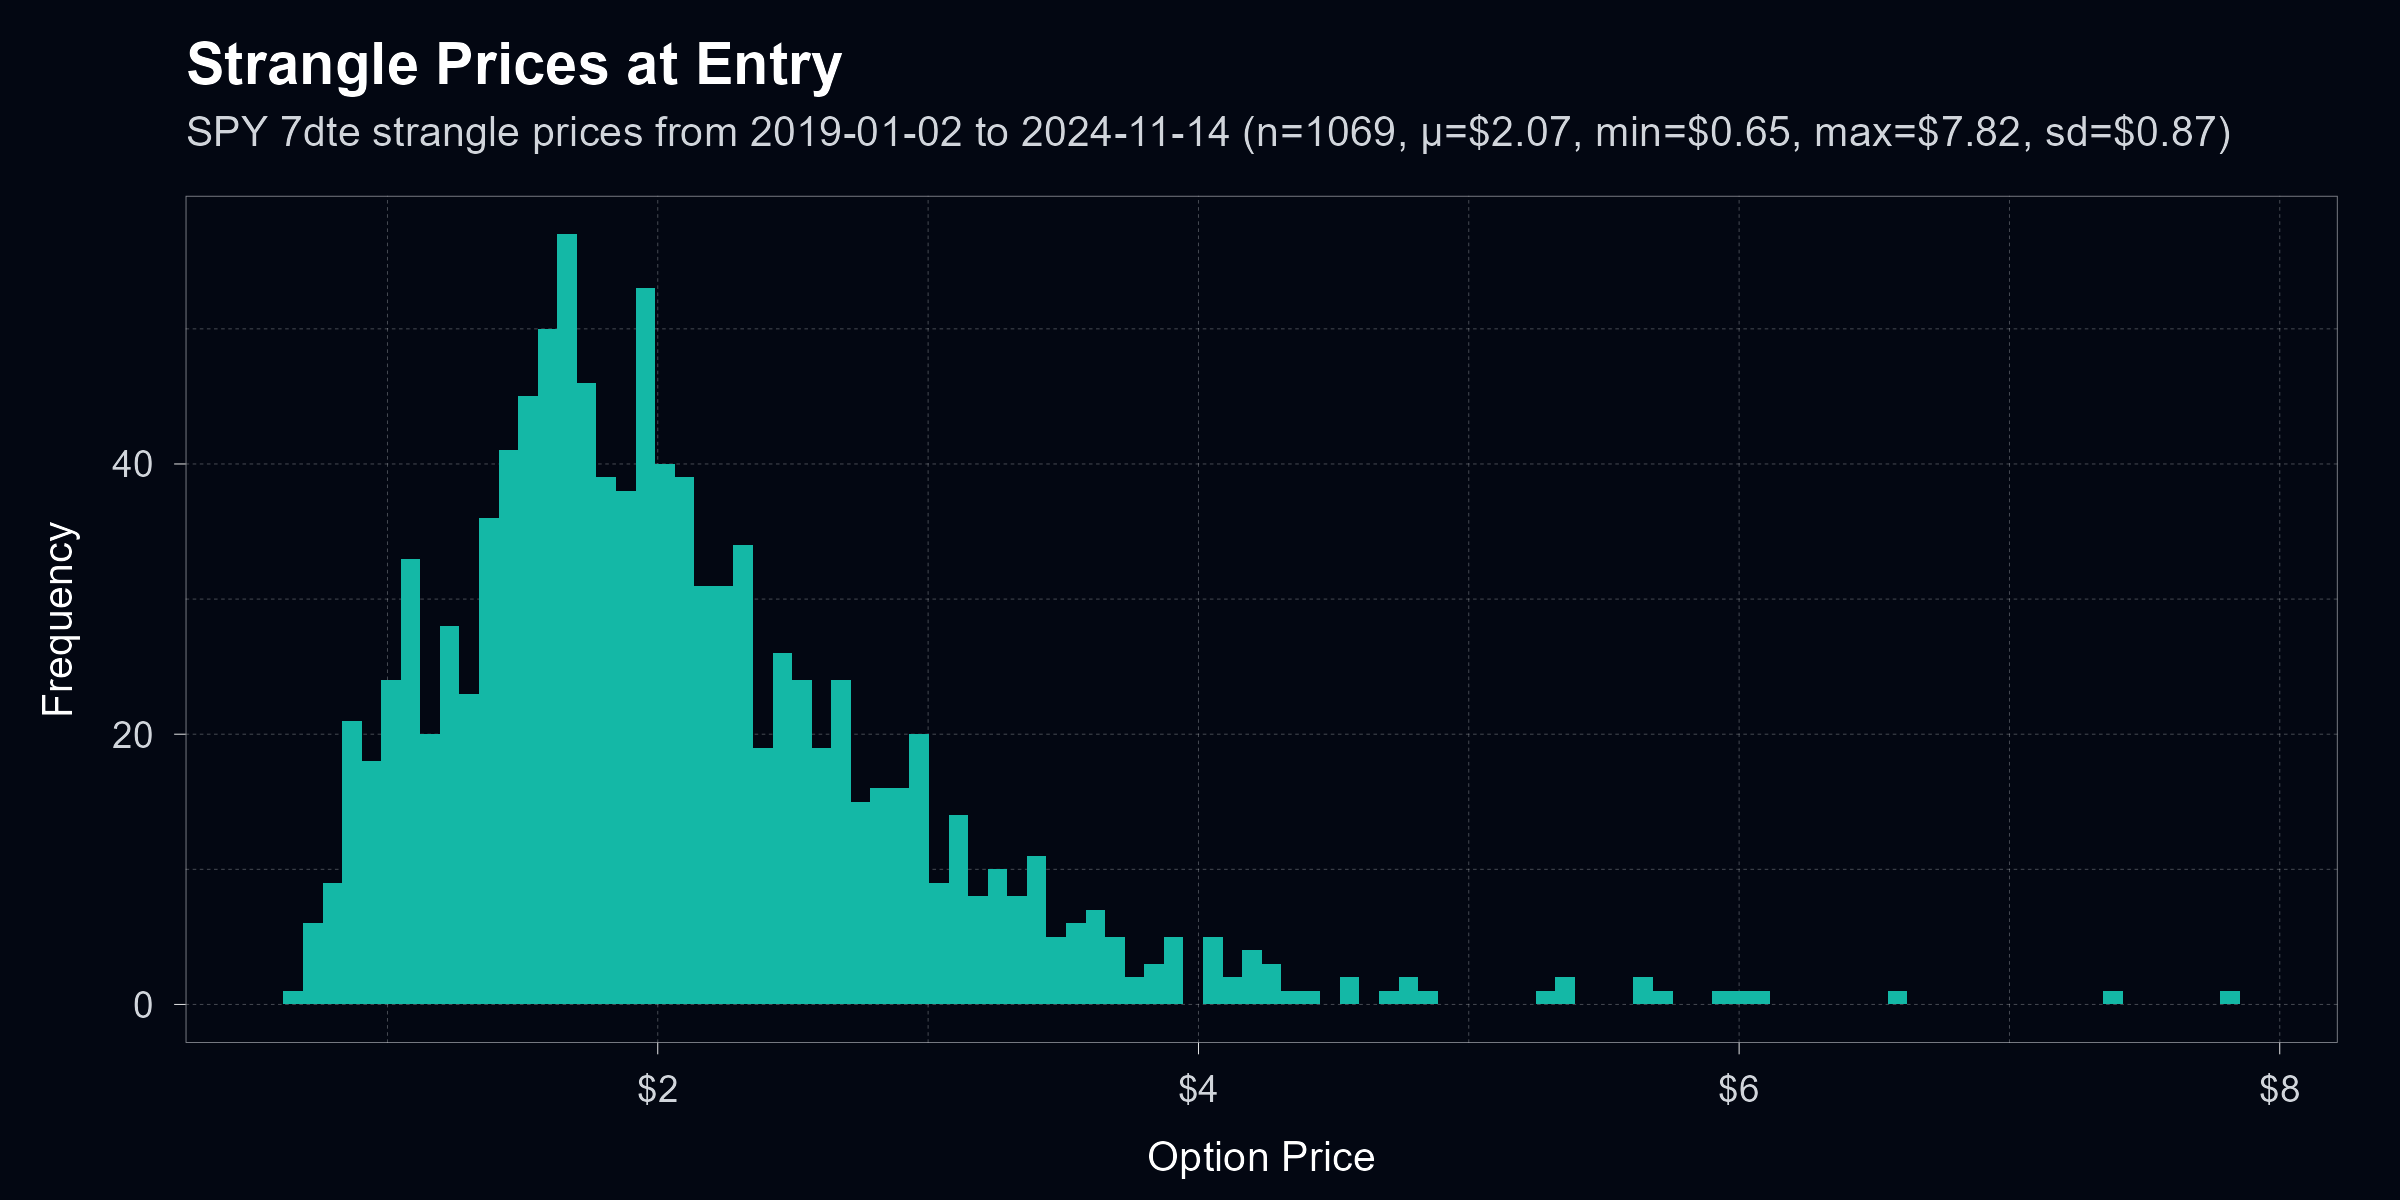 Strangle Prices at Entry
SPY 7dte strangle prices from 2019-01-02 to 2024-11-14 (n=1069, μ=$2.07, min=$0.65, max=$7.82, sd=$0.87)
Frequency
40
20
0
$2
$4
$6
$8
Option Price